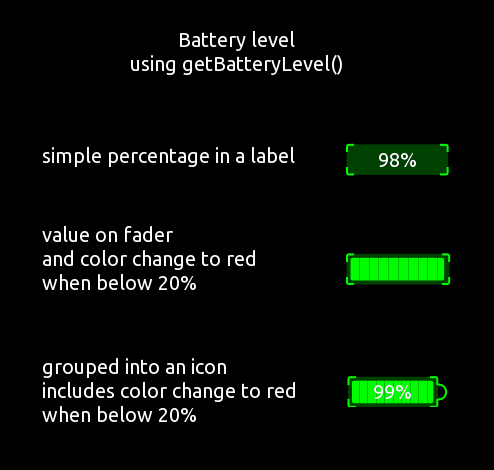 Battery level
using getBatteryLevel()
simple percentage in a label
98%
value on fader
and color change to red
when below 20%
grouped into an icon
includes color change to red
when below 20%
99%